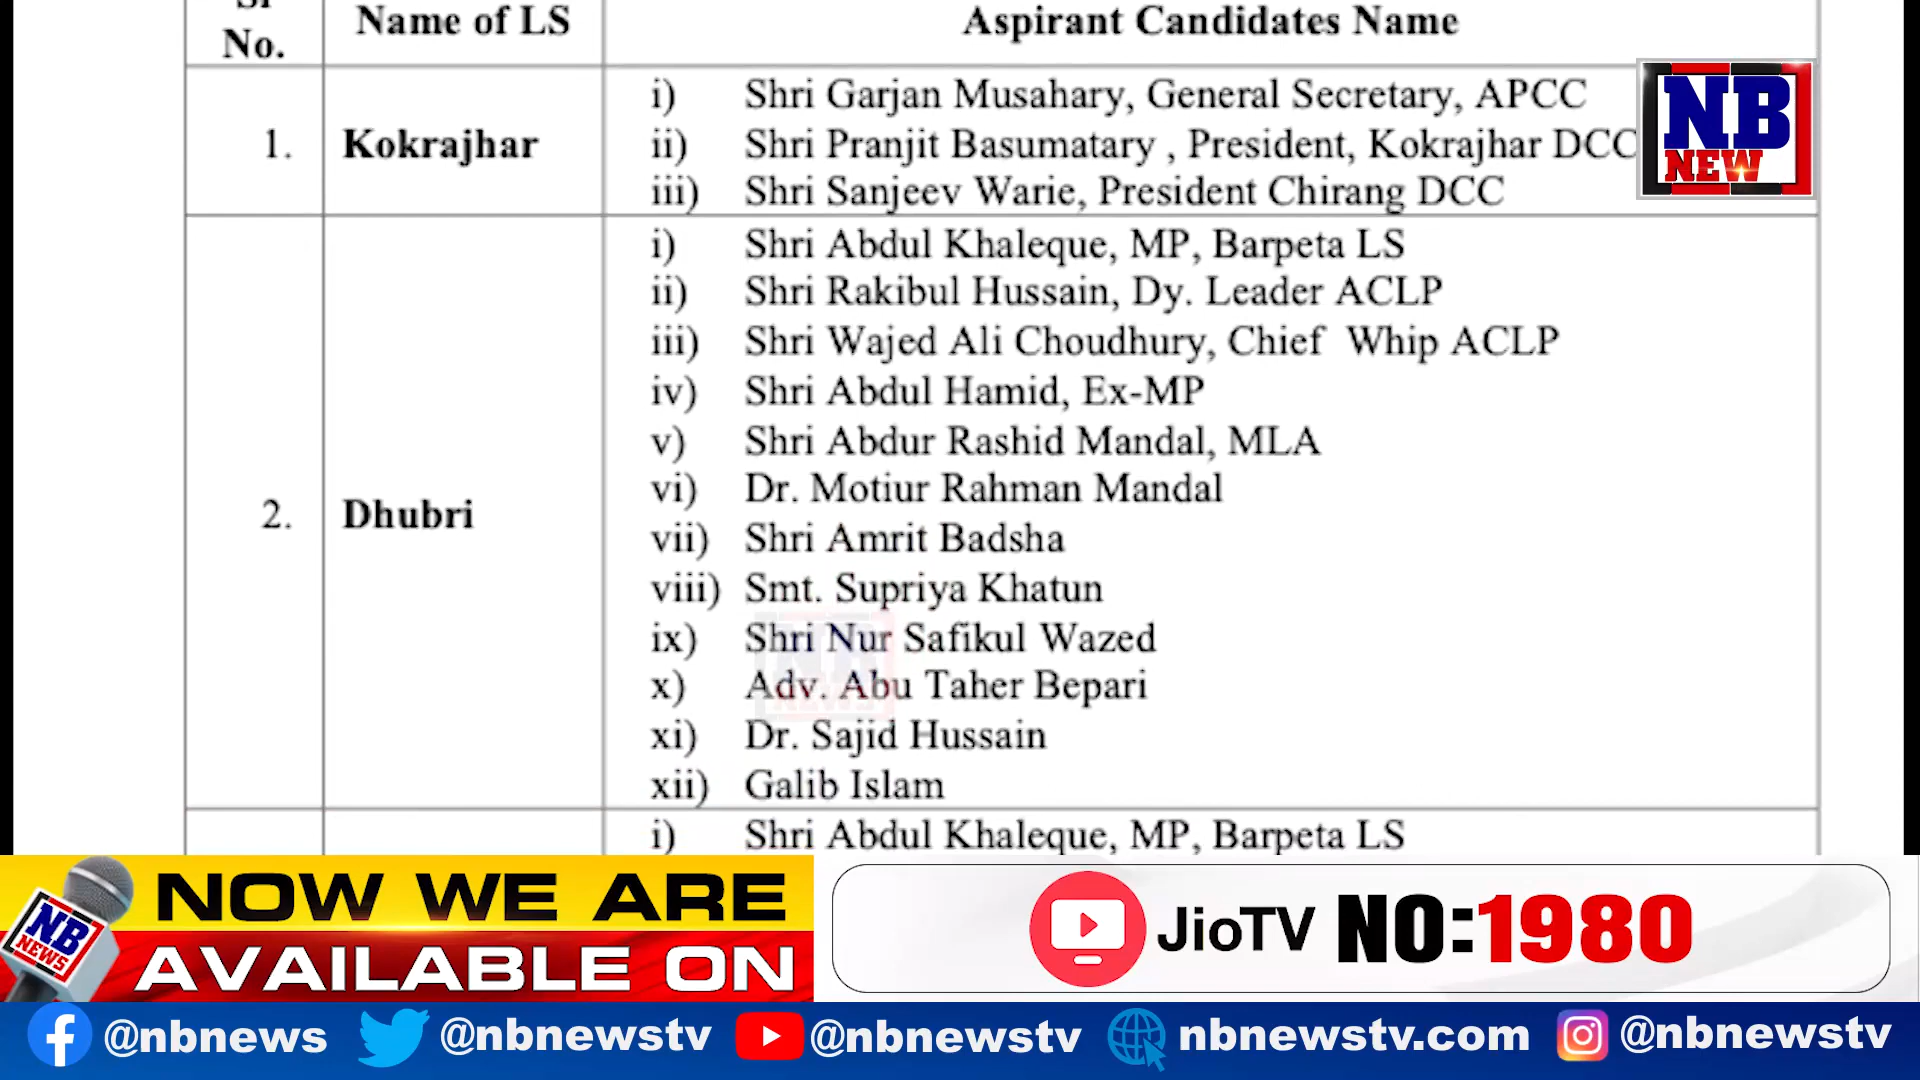 Sr
No.
Name of LS
Aspirant Candidates Name
1.
Kokrajhar
i) Shri Garjan Musahary, General Secretary, APCC
ii) Shri Pranjit Basumatary , President, Kokrajhar DCC
iii) Shri Sanjeev Warie, President Chirang DCC
2.
Dhubri
i) Shri Abdul Khaleque, MP, Barpeta LS
ii) Shri Rakibul Hussain, Dy. Leader ACLP
iii) Shri Wajed Ali Choudhury, Chief Whip ACLP
iv) Shri Abdul Hamid, Ex-MP
v) Shri Abdur Rashid Mandal, MLA
vi) Dr. Motiur Rahman Mandal
vii) Shri Amrit Badsha
viii) Smt. Supriya Khatun
ix) Shri Nur Safikul Wazed
x) Adv. Abu Taher Bepari
xi) Dr. Sajid Hussain
xii) Galib Islam
i) Shri Abdul Khaleque, MP, Barpeta LS
NB
NEW
NB
NEWS
NB
NEWS
NOW WE ARE
AVAILABLE ON
JioTV NO:1980
@nbnews @nbnewstv @nbnewstv nbnewstv.com @nbnewstv